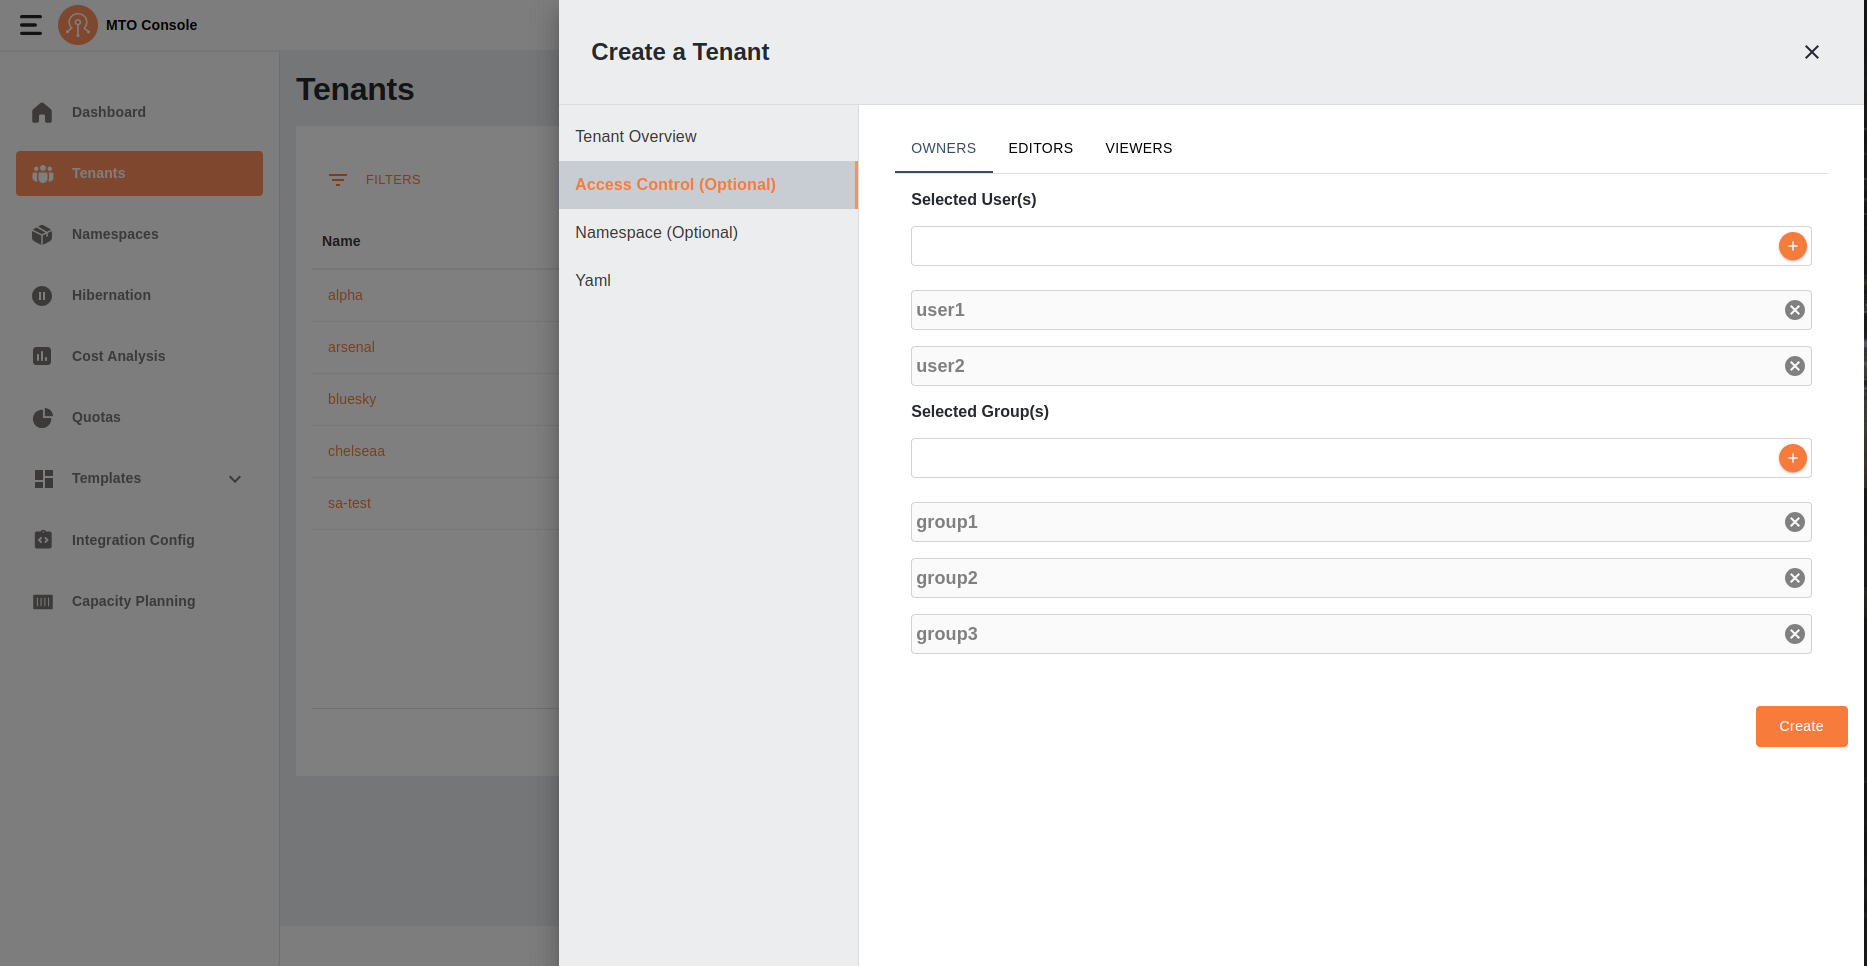 MTO Console
Dashboard
Tenants
Namespaces
Hibernation
Cost Analysis
Quotas
Templates
Integration Config
Capacity Planning
Tenants
FILTERS
Name
alpha
arsenal
bluesky
chelseaa
sa-test
Create a Tenant
Tenant Overview
Access Control (Optional)
Namespace (Optional)
Yaml
OWNERS EDITORS VIEWERS
Selected User(s)
user1
user2
Selected Group(s)
group1
group2
group3
Create